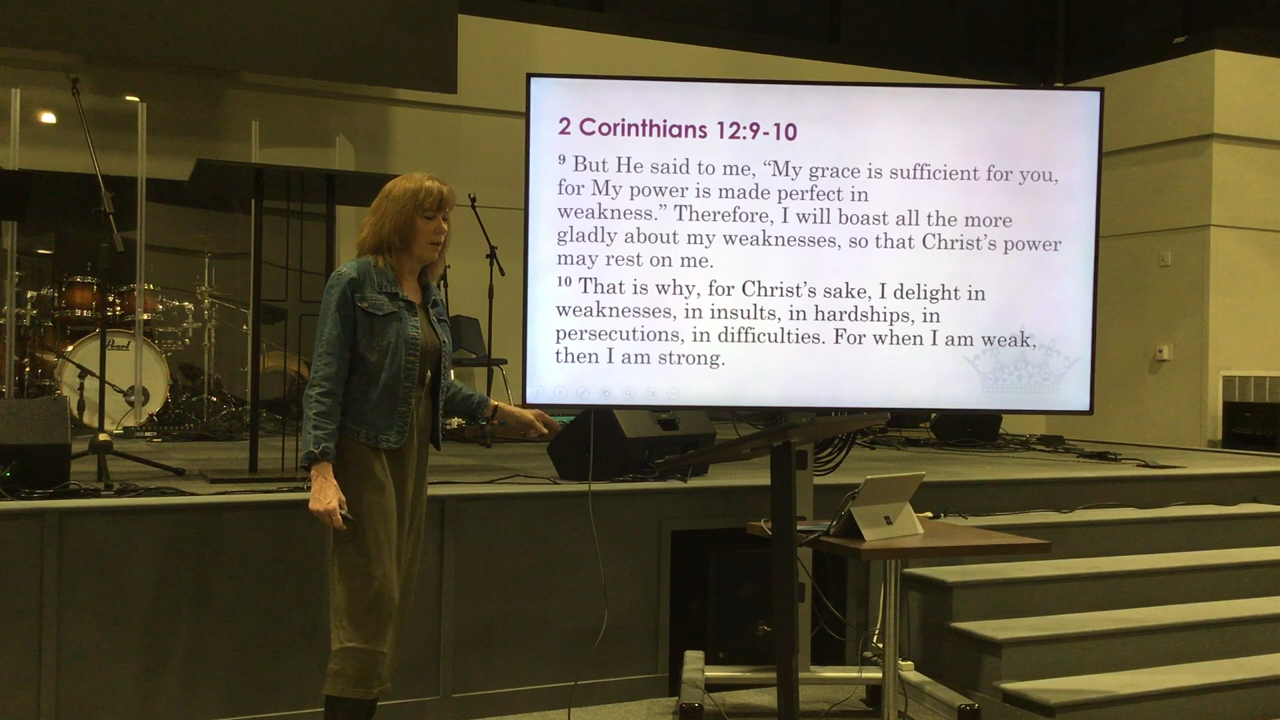 2 Corinthians 12:9-10
⁹ But He said to me, “My grace is sufficient for you,
for My power is made perfect in
weakness.” Therefore, I will boast all the more
gladly about my weaknesses, so that Christ’s power
may rest on me.
¹⁰ That is why, for Christ’s sake, I delight in
weaknesses, in insults, in hardships, in
persecutions, in difficulties. For when I am weak,
then I am strong.
Pearl